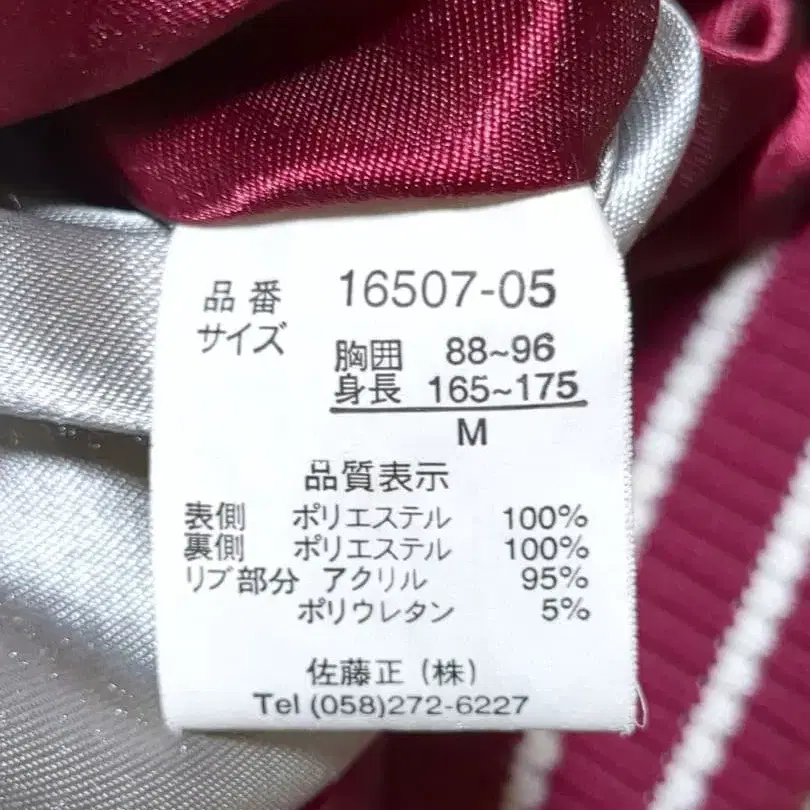 品番 16507-05
サイズ
胸囲 88~96
身長 165~175
M
品質表示
表側 ポリエステル 100%
裏側 ポリエステル 100%
リブ部分 アクリル 95%
ポリウレタン 5%
佐藤正(株)
Tel (058)272-6227